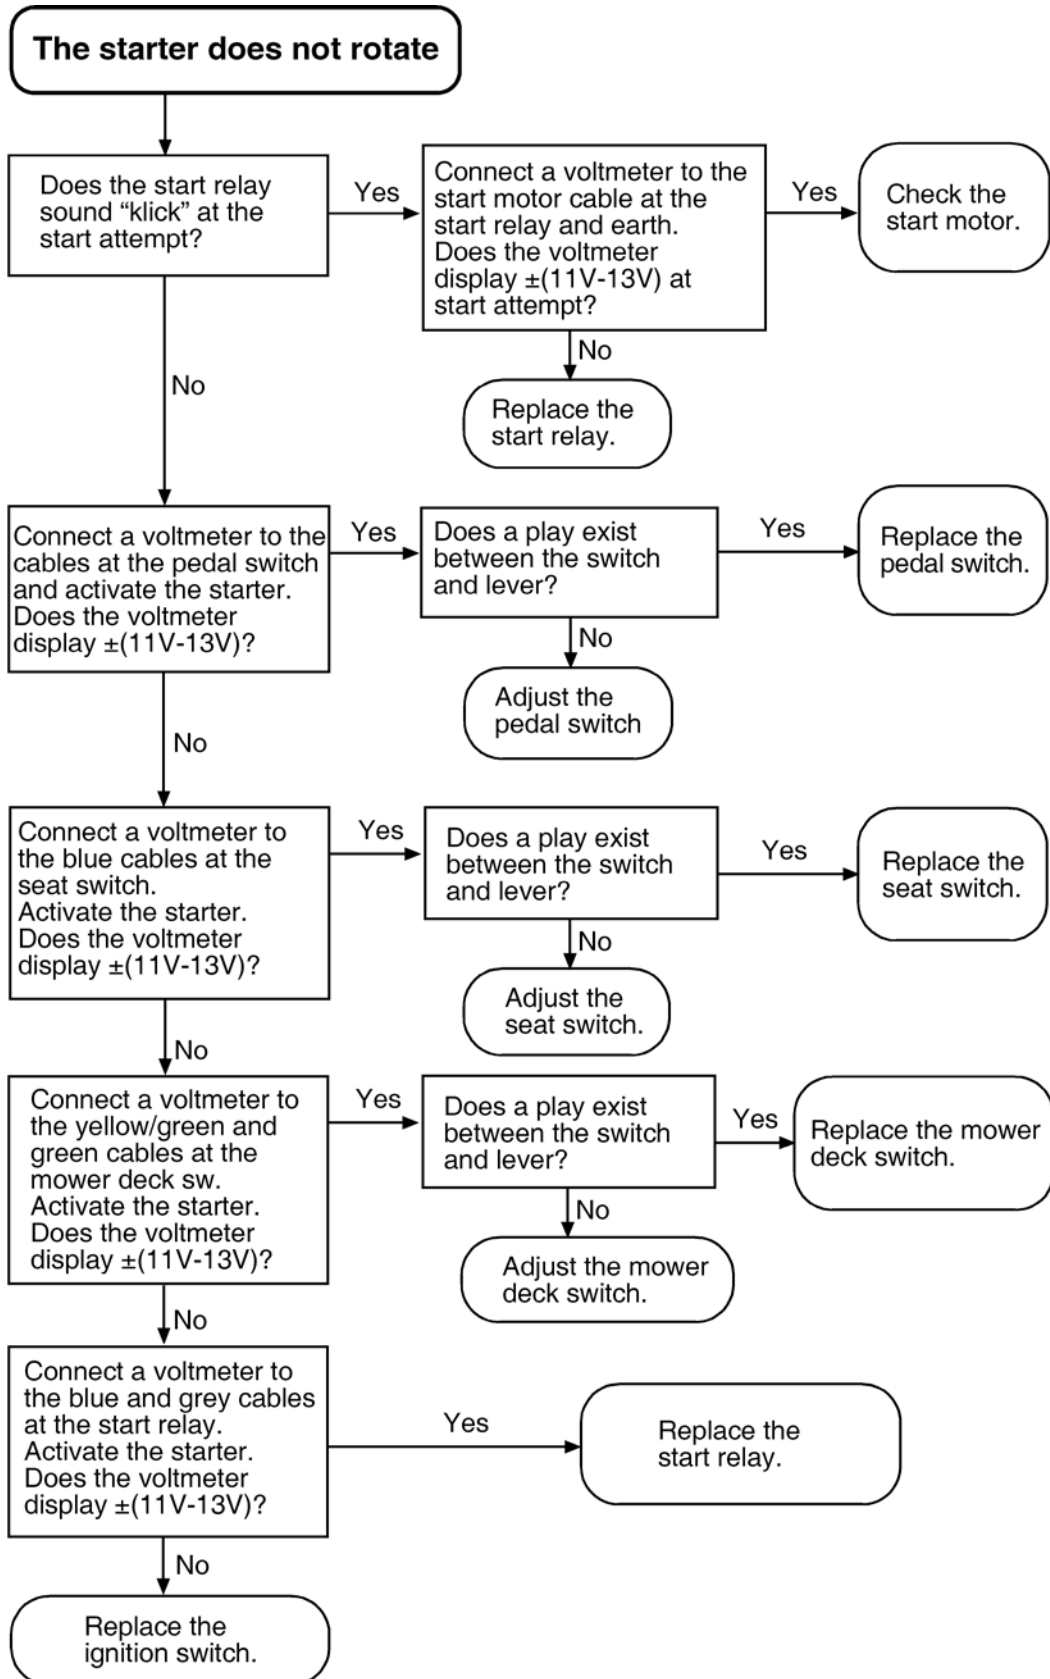 The starter does not rotate
Does the start relay
sound “klick” at the
start attempt?
Yes
Connect a voltmeter to the
start motor cable at the
start relay and earth.
Does the voltmeter
display ±(11V-13V) at
start attempt?
Yes
Check the
start motor.
No
Replace the
start relay.
No
Connect a voltmeter to the
cables at the pedal switch
and activate the starter.
Does the voltmeter
display ±(11V-13V)?
Yes
Does a play exist
between the switch
and lever?
Yes
Replace the
pedal switch.
No
Adjust the
pedal switch
No
Connect a voltmeter to
the blue cables at the
seat switch.
Activate the starter.
Does the voltmeter
display ±(11V-13V)?
Yes
Does a play exist
between the switch
and lever?
Yes
Replace the
seat switch.
No
Adjust the
seat switch.
No
Connect a voltmeter to
the yellow/green and
green cables at the
mower deck sw.
Activate the starter.
Does the voltmeter
display ±(11V-13V)?
Yes
Does a play exist
between the switch
and lever?
Yes
Replace the mower
deck switch.
No
Adjust the mower
deck switch.
No
Connect a voltmeter to
the blue and grey cables
at the start relay.
Activate the starter.
Does the voltmeter
display ±(11V-13V)?
Yes
Replace the
start relay.
No
Replace the
ignition switch.